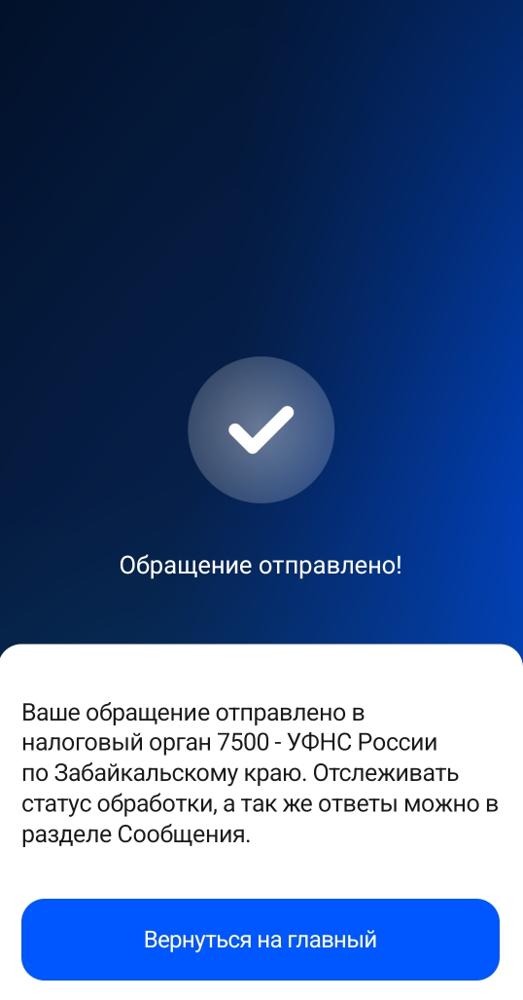 Обращение отправлено!
Ваше обращение отправлено в
налоговый орган 7500 - УФНС России
по Забайкальскому краю. Отслеживать
статус обработки, а так же ответы можно в
разделе Сообщения.
Вернуться на главный